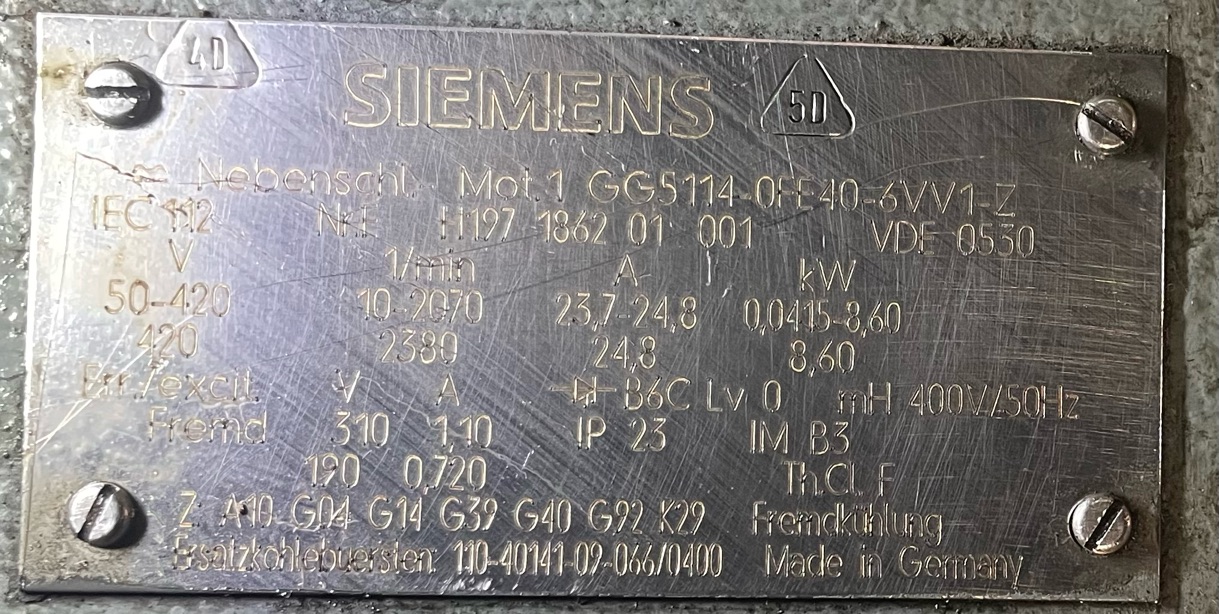 4D
SIEMENS
5D
Nebenschl. Mot.1 GG5114-0FE40-6VV1-Z
IEC 112 Nr.E H197 1862 01 001 VDE 0530
V 1/min A kW
50-420 10-2070 23,7-24,8 0,0415-8,60
420 2380 24,8 8,60
Err./excit. V A B6C Lv 0 mH 400V/50Hz
Fremd 310 1,10 IP 23 IM B3
190 0,720 Th.Cl. F
Z: A10 G04 G14 G39 G40 G92 K29 Fremdkühlung
Ersatzkohlebuersten: 110-40141-09-066/0400 Made in Germany